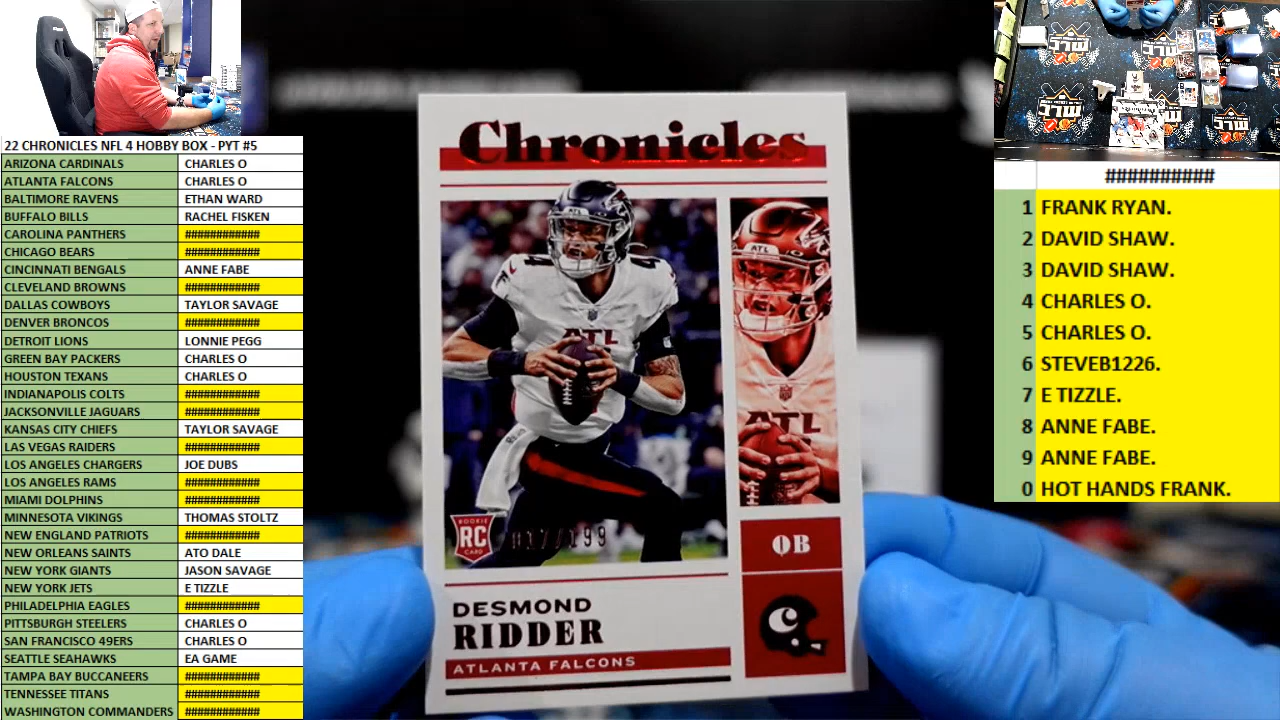 22 CHRONICLES NFL 4 HOBBY BOX - PYT #5
ARIZONA CARDINALS CHARLES O
ATLANTA FALCONS CHARLES O
BALTIMORE RAVENS ETHAN WARD
BUFFALO BILLS RACHEL FISKEN
CAROLINA PANTHERS ############
CHICAGO BEARS ############
CINCINNATI BENGALS ANNE FABE
CLEVELAND BROWNS ############
DALLAS COWBOYS TAYLOR SAVAGE
DENVER BRONCOS ############
DETROIT LIONS LONNIE PEGG
GREEN BAY PACKERS CHARLES O
HOUSTON TEXANS CHARLES O
INDIANAPOLIS COLTS ############
JACKSONVILLE JAGUARS ############
KANSAS CITY CHIEFS TAYLOR SAVAGE
LAS VEGAS RAIDERS ############
LOS ANGELES CHARGERS JOE DUBS
LOS ANGELES RAMS ############
MIAMI DOLPHINS ############
MINNESOTA VIKINGS THOMAS STOLTZ
NEW ENGLAND PATRIOTS ############
NEW ORLEANS SAINTS ATO DALE
NEW YORK GIANTS JASON SAVAGE
NEW YORK JETS E TIZZLE
PHILADELPHIA EAGLES ############
PITTSBURGH STEELERS CHARLES O
SAN FRANCISCO 49ERS CHARLES O
SEATTLE SEAHAWKS EA GAME
TAMPA BAY BUCCANEERS ############
TENNESSEE TITANS ############
WASHINGTON COMMANDERS ############
Chronicles
ATL
ATL
ATL
ROOKIE
RC
CARD
/199
QB
DESMOND
RIDDER
ATLANTA FALCONS
##########
1 FRANK RYAN.
2 DAVID SHAW.
3 DAVID SHAW.
4 CHARLES O.
5 CHARLES O.
6 STEVEB1226.
7 E TIZZLE.
8 ANNE FABE.
9 ANNE FABE.
0 HOT HANDS FRANK.